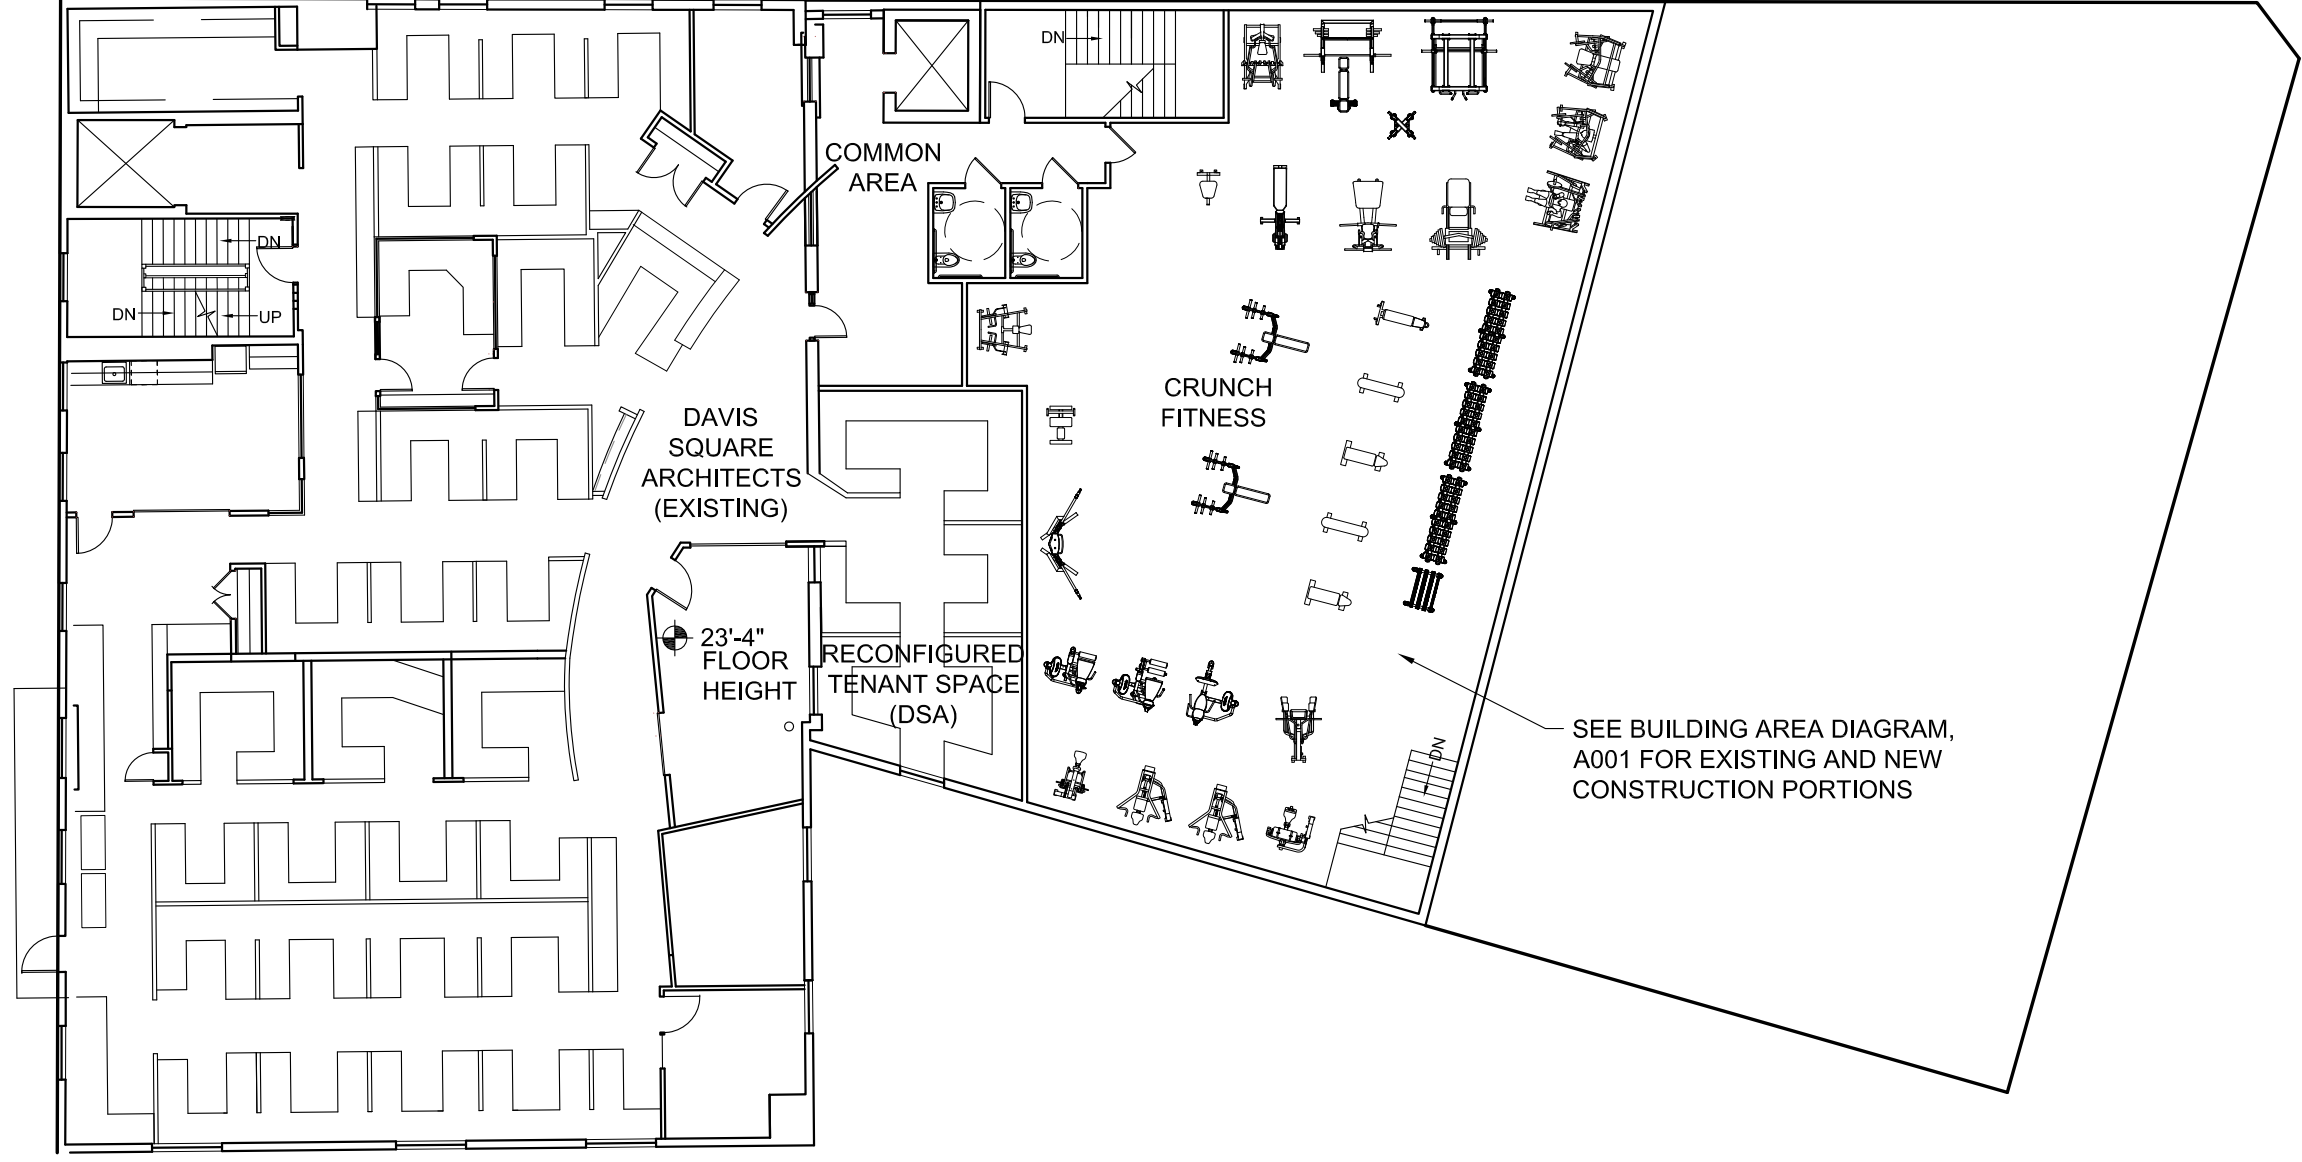 DN
COMMON
AREA
DN
DN
UP
CRUNCH
FITNESS
DAVIS
SQUARE
ARCHITECTS
(EXISTING)
23'-4"
FLOOR
HEIGHT
RECONFIGURED
TENANT SPACE
(DSA)
SEE BUILDING AREA DIAGRAM,
A001 FOR EXISTING AND NEW
CONSTRUCTION PORTIONS
DN